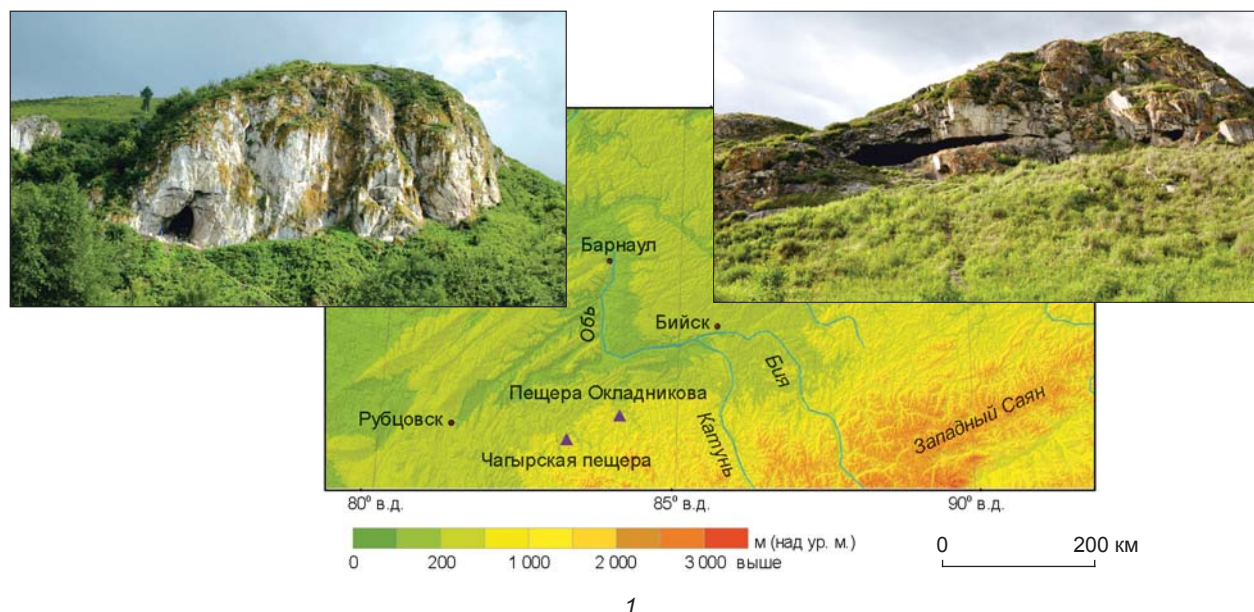 Барнаул
Обь
Бийск
Бия
Пещера Окладникова
Рубцовск
Катунь
Западный Саян
Чагырская пещера
80° в.д.
85° в.д.
90° в.д.
м (над ур. м.)
0 200 1 000 2 000 3 000 выше
0 200 км
1